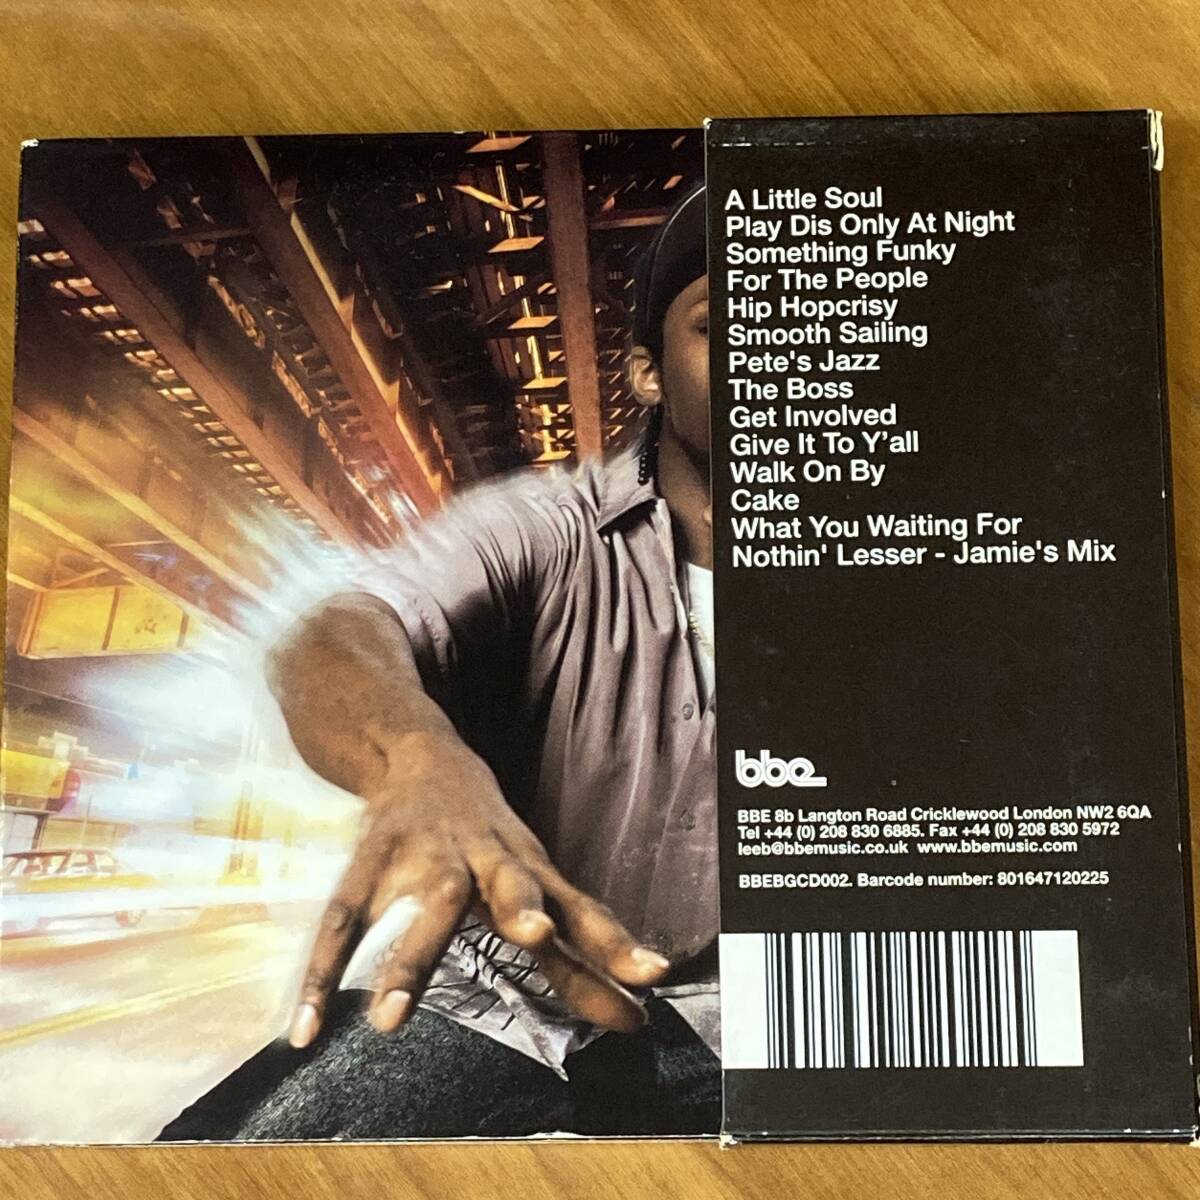 A Little Soul
Play Dis Only At Night
Something Funky
For The People
Hip Hopcrisy
Smooth Sailing
Pete's Jazz
The Boss
Get Involved
Give It To Y'all
Walk On By
Cake
What You Waiting For
Nothin' Lesser - Jamie's Mix
bbe
BBE 8b Langton Road Cricklewood London NW2 6QA
Tel +44 (0) 208 830 6885. Fax +44 (0) 208 830 5972
leeb@bbemusic.co.uk www.bbemusic.com
BBEBGCD002. Barcode number: 801647120225